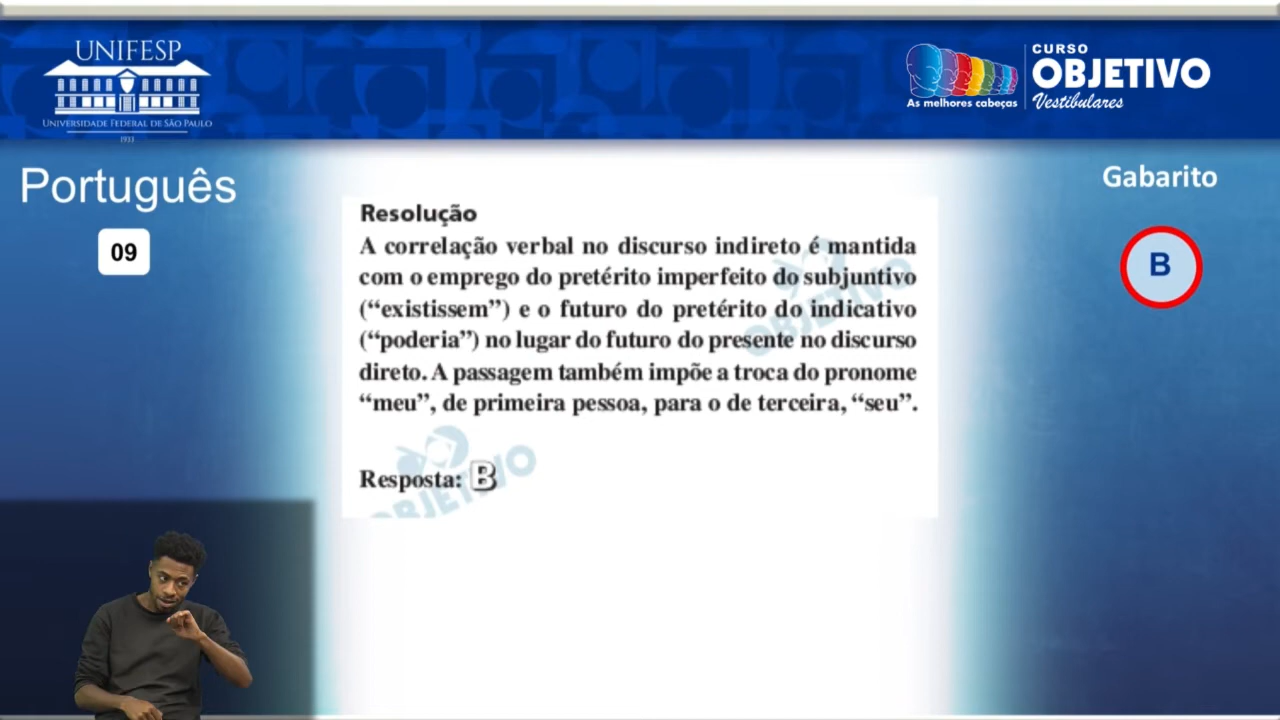 UNIFESP
UNIVERSIDADE FEDERAL DE SÃO PAULO
1933
CURSO
OBJETIVO
Vestibulares
As melhores cabeças
Português
09
Gabarito
B
Resolução
A correlação verbal no discurso indireto é mantida
com o emprego do pretérito imperfeito do subjuntivo
(“existissem”) e o futuro do pretérito do indicativo
(“poderia”) no lugar do futuro do presente no discurso
direto. A passagem também impõe a troca do pronome
“meu”, de primeira pessoa, para o de terceira, “seu”.
Resposta: B
OBJETIVO
OBJETIVO